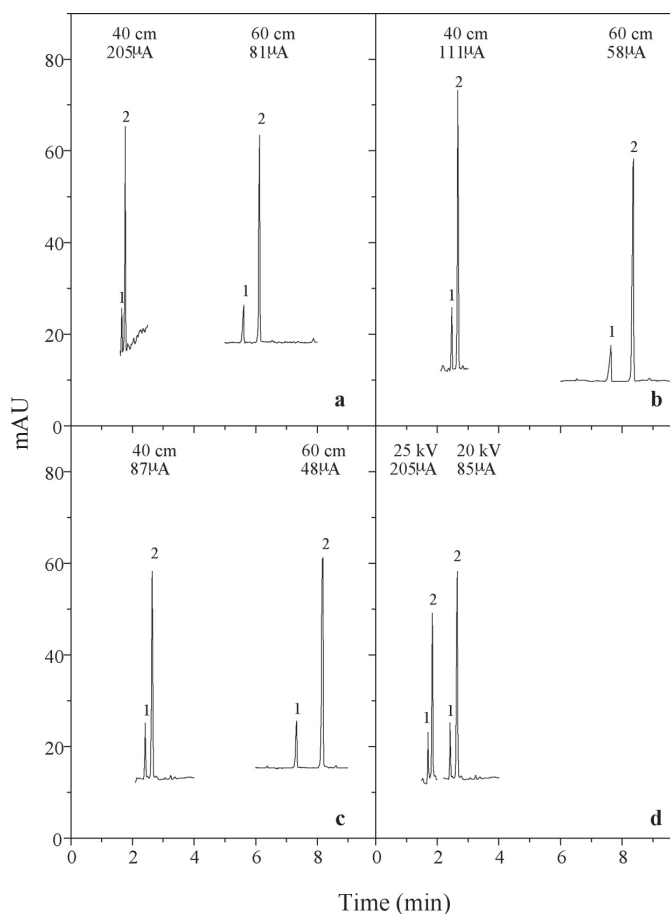 40 cm 60 cm 40 cm 60 cm
205µA 81µA 111µA 58µA
80
2 2 2 2
60
40
1 1 1 1
20
0 a b
mAU
40 cm 60 cm 25 kV 20 kV
87µA 48µA 205µA 85µA
80
2 2 2 2
60
40
1 1 1 1
20
0 c d
0 2 4 6 8 0 2 4 6 8
Time (min)